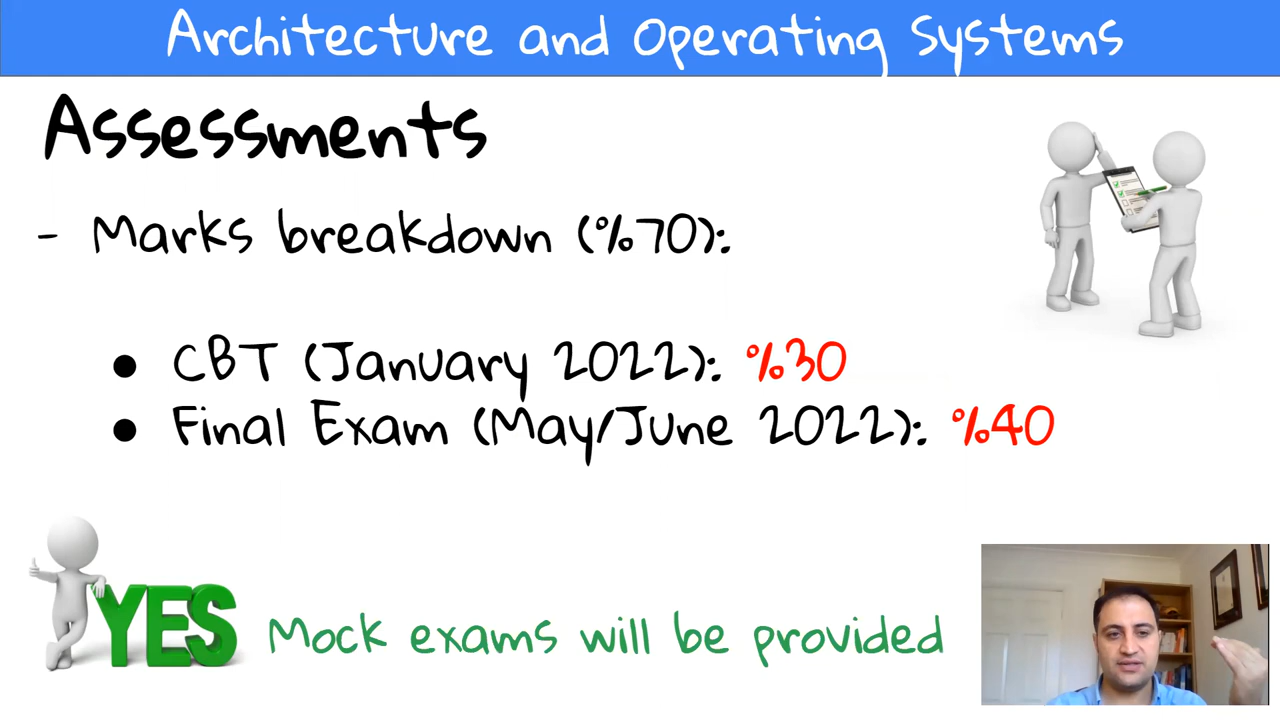 Architecture and Operating Systems
Assessments
- Marks breakdown (%70):
● CBT (January 2022): %30
● Final Exam (May/June 2022): %40
YES
Mock exams will be provided